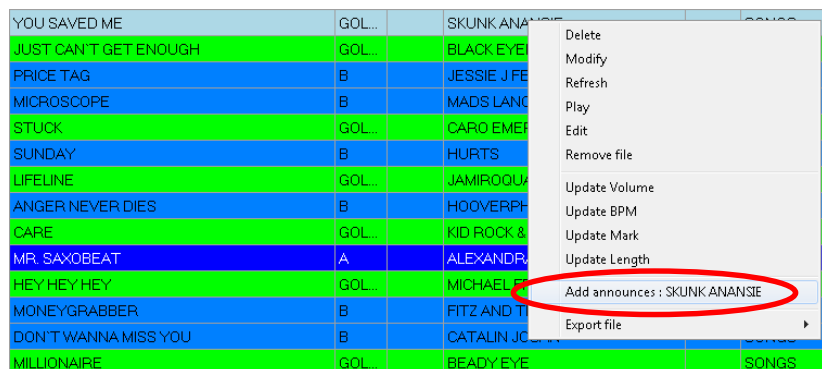 YOU SAVED ME GOL... SKUNK ANANSIE SONGS
JUST CAN`T GET ENOUGH GOL... BLACK EYE
PRICE TAG B JESSIE J FE
MICROSCOPE B MADS LANG
STUCK GOL... CARO EMER
SUNDAY B HURTS
LIFELINE GOL... JAMIROQUA
ANGER NEVER DIES B HOOVERPH
CARE GOL... KID ROCK &
MR. SAXOBEAT A ALEXANDRA
HEY HEY HEY GOL... MICHAEL
MONEYGRABBER B FITZ AND T
DON`T WANNA MISS YOU B CATALIN SONGS
MILLIONAIRE GOL... BEADY EYE SONGS
Delete
Modify
Refresh
Play
Edit
Remove file
Update Volume
Update BPM
Update Mark
Update Length
Add announces : SKUNK ANANSIE
Export file